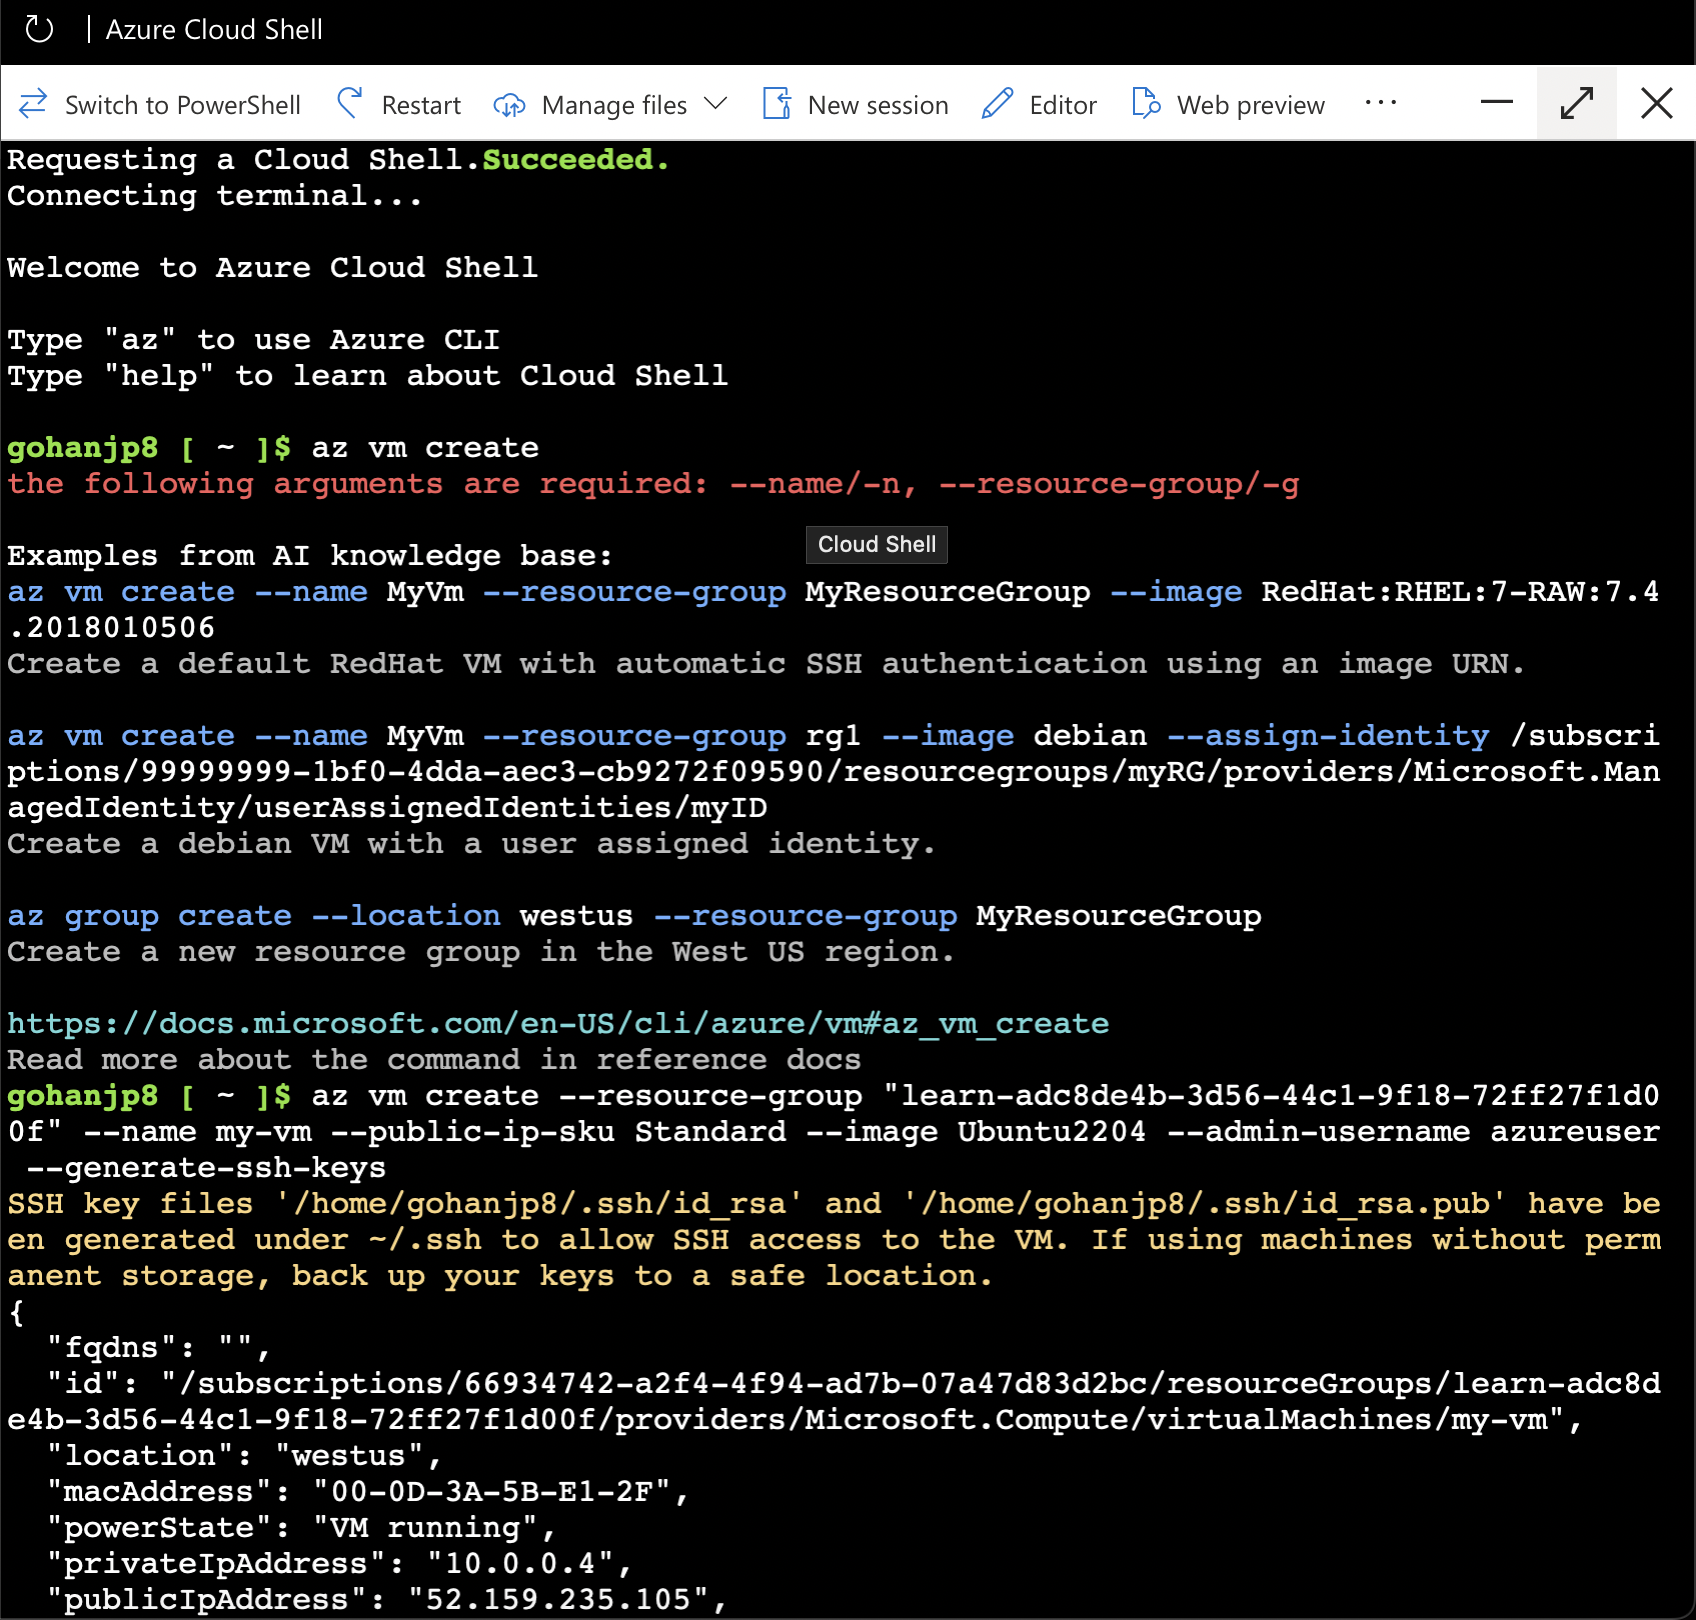 Azure Cloud Shell
Switch to PowerShell Restart Manage files New session Editor Web preview ...
Requesting a Cloud Shell.Succeeded.
Connecting terminal...
Welcome to Azure Cloud Shell
Type "az" to use Azure CLI
Type "help" to learn about Cloud Shell
gohanjp8 [ ~ ]$ az vm create
the following arguments are required: --name/-n, --resource-group/-g
Cloud Shell
Examples from AI knowledge base:
az vm create --name MyVm --resource-group MyResourceGroup --image RedHat:RHEL:7-RAW:7.4
.2018010506
Create a default RedHat VM with automatic SSH authentication using an image URN.
az vm create --name MyVm --resource-group rg1 --image debian --assign-identity /subscri
ptions/99999999-1bf0-4dda-aec3-cb9272f09590/resourcegroups/myRG/providers/Microsoft.Man
agedIdentity/userAssignedIdentities/myID
Create a debian VM with a user assigned identity.
az group create --location westus --resource-group MyResourceGroup
Create a new resource group in the West US region.
https://docs.microsoft.com/en-US/cli/azure/vm#az_vm_create
Read more about the command in reference docs
gohanjp8 [ ~ ]$ az vm create --resource-group "learn-adc8de4b-3d56-44c1-9f18-72ff27f1d0
0f" --name my-vm --public-ip-sku Standard --image Ubuntu2204 --admin-username azureuser
--generate-ssh-keys
SSH key files '/home/gohanjp8/.ssh/id_rsa' and '/home/gohanjp8/.ssh/id_rsa.pub' have be
en generated under ~/.ssh to allow SSH access to the VM. If using machines without perm
anent storage, back up your keys to a safe location.
{
"fqdns": "",
"id": "/subscriptions/66934742-a2f4-4f94-ad7b-07a47d83d2bc/resourceGroups/learn-adc8d
e4b-3d56-44c1-9f18-72ff27f1d00f/providers/Microsoft.Compute/virtualMachines/my-vm",
"location": "westus",
"macAddress": "00-0D-3A-5B-E1-2F",
"powerState": "VM running",
"privateIpAddress": "10.0.0.4",
"publicIpAddress": "52.159.235.105",